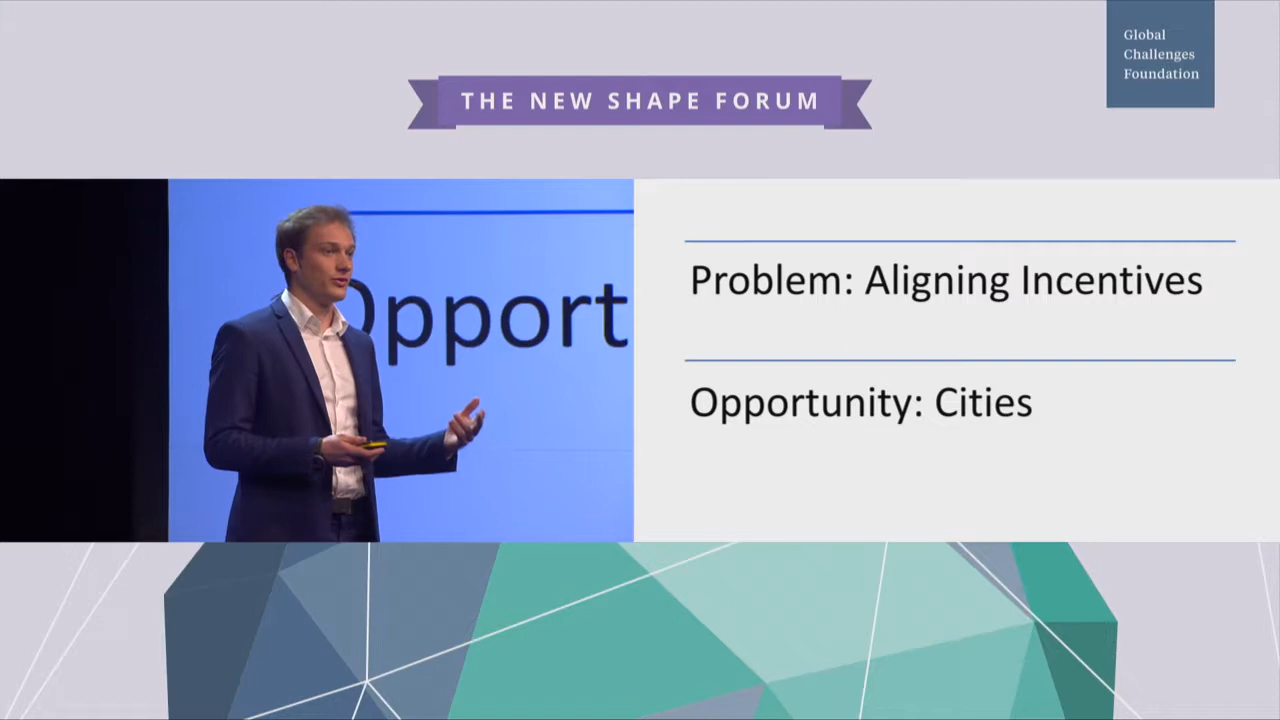 Global
Challenges
Foundation
THE NEW SHAPE FORUM
Opport
Problem: Aligning Incentives
Opportunity: Cities